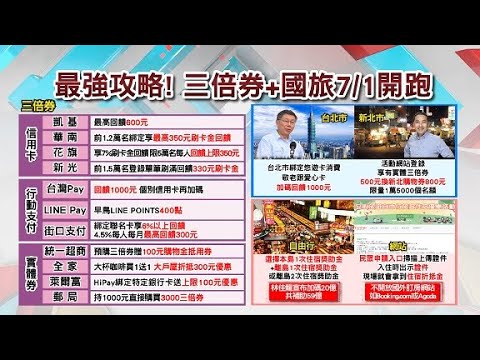 最強攻略! 三倍券+國旅7/1開跑
三倍券
信用卡
凱基
最高回饋800元
華南
前1.2萬名綁定享最高350元刷卡金回饋
花旗
享7%刷卡金回饋 限5萬名每人回饋上限350元
新光
前1.5萬名登錄單筆刷滿回饋330元刷卡金
行動支付
台灣Pay
回饋1000元 個別信用卡再加碼
LINE Pay
早鳥LINE POINTS400點
街口支付
綁定聯名卡享6%以上回饋
4.5%每人每月最高回饋300元
實體券
統一超商
預購三倍券贈100元購物金抵用券
全家
大杯咖啡買1送1 大戶屋折抵300元優惠
萊爾富
HiPay綁定特定銀行卡送上限100元優惠
郵局
持1000元直接購買3000三倍券
台北市
台北市綁定悠遊卡消費
敬老跟愛心卡
加碼回饋1000元
新北市
活動網站登錄
享有實體三倍券
500元換新北購物券800元
限量1萬5000個名額
自由行
選擇本島1次住宿獎助金
+離島1次住宿獎助金
或離島2次住宿獎助金
林佳龍宣布加碼20億
共補助59億
網站
民眾申請入口掃描上傳證件
入住時出示證件
現場就會拿到住宿折抵金
不開放國外訂房網站
如Booking.com或Agoda